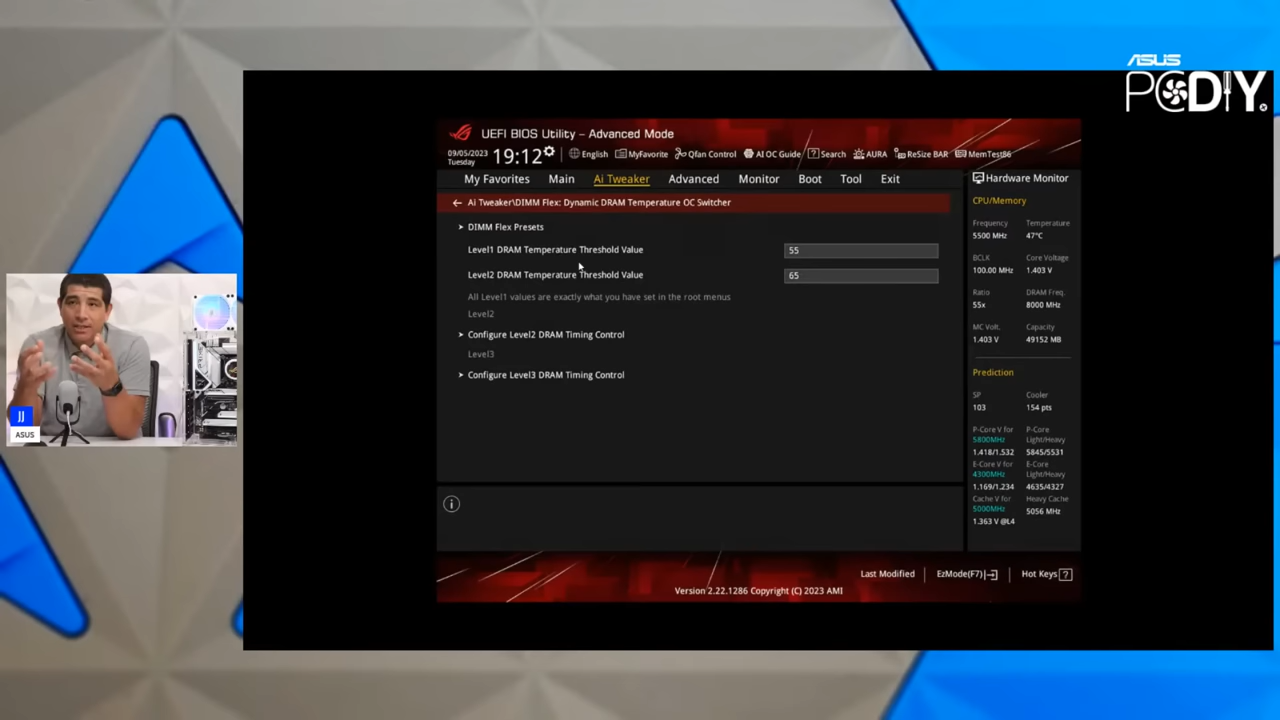 ASUS
PCDIY.
UEFI BIOS Utility – Advanced Mode
09/05/2023
Tuesday
19:12
English
MyFavorite
Qfan Control
AI OC Guide
? Search
AURA
ReSize BAR
MemTest86
My Favorites
Main
Ai Tweaker
Advanced
Monitor
Boot
Tool
Exit
← Ai Tweaker\DIMM Flex: Dynamic DRAM Temperature OC Switcher
DIMM Flex Presets
Level1 DRAM Temperature Threshold Value 55
Level2 DRAM Temperature Threshold Value 65
All Level1 values are exactly what you have set in the root menus
Level2
Configure Level2 DRAM Timing Control
Level3
Configure Level3 DRAM Timing Control
Hardware Monitor
CPU/Memory
Frequency Temperature
5500 MHz 47°C
BCLK Core Voltage
100.00 MHz 1.403 V
Ratio DRAM Freq.
55x 8000 MHz
MC Volt. Capacity
1.403 V 49152 MB
Prediction
SP Cooler
103 154 pts
P-Core V for P-Core
5800MHz Light/Heavy
1.418/1.532 5845/5531
E-Core V for E-Core
4300MHz Light/Heavy
1.169/1.234 4635/4327
Cache V for Heavy Cache
5000MHz 5056 MHz
1.363 V @L4
Last Modified
EzMode(F7)
Hot Keys ?
Version 2.22.1286 Copyright (C) 2023 AMI
JJ
ASUS